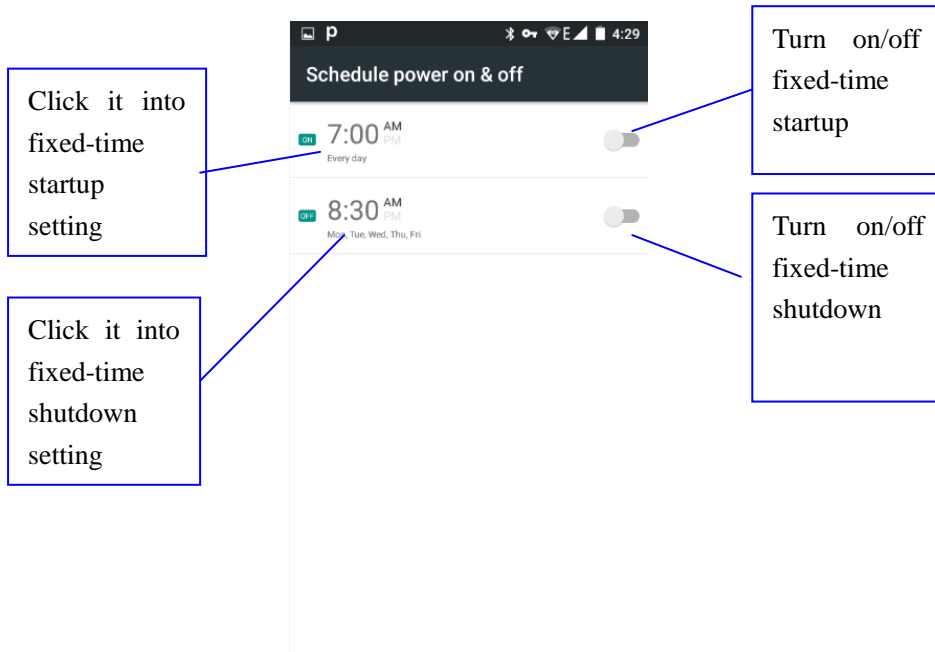 p E 4:29
Schedule power on & off
ON 7:00 AM PM
Every day
OFF 8:30 AM PM
Mon, Tue, Wed, Thu, Fri
Click it into
fixed-time
startup
setting
Click it into
fixed-time
shutdown
setting
Turn on/off
fixed-time
startup
Turn on/off
fixed-time
shutdown